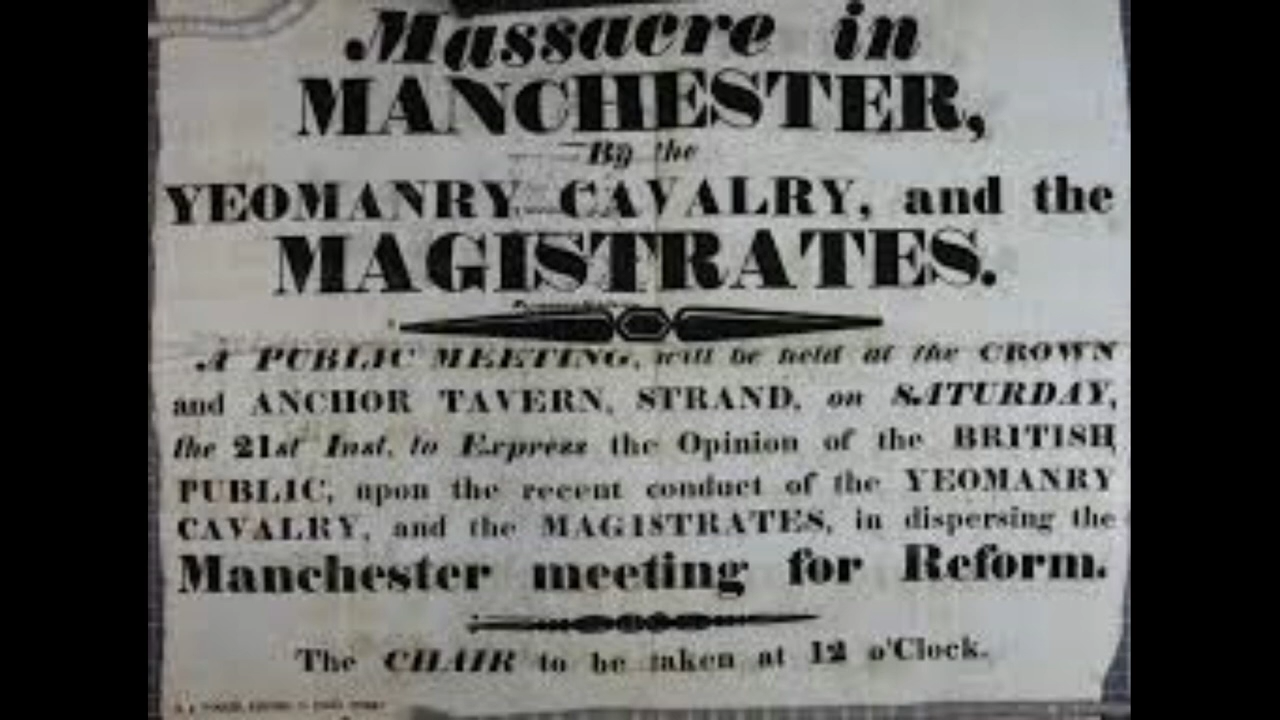 Massacre in
MANCHESTER,
By the
YEOMANRY CAVALRY, and the
MAGISTRATES.
A PUBLIC MEETING, will be held at the CROWN
and ANCHOR TAVERN, STRAND, on SATURDAY,
the 21st Inst. to Express the Opinion of the BRITISH
PUBLIC, upon the recent conduct of the YEOMANRY
CAVALRY, and the MAGISTRATES, in dispersing the
Manchester meeting for Reform.
The CHAIR to be taken at 12 o'Clock.